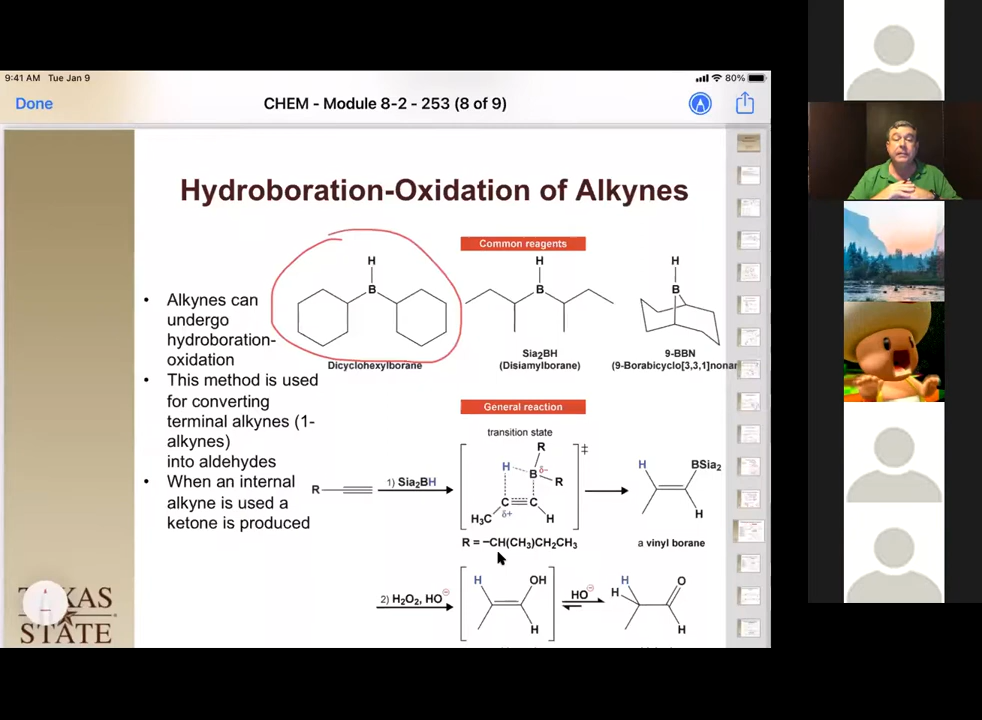 9:41 AM Tue Jan 9
80%
Done
CHEM - Module 8-2 - 253 (8 of 9)
Hydroboration-Oxidation of Alkynes
Common reagents
H
B
H
B
H
B
Dicyclohexylborane
Sia2BH
(Disiamylborane)
9-BBN
(9-Borabicyclo[3,3,1]nonan
• Alkynes can
undergo
hydroboration-
oxidation
• This method is used
for converting
terminal alkynes (1-
alkynes)
into aldehydes
• When an internal
alkyne is used a
ketone is produced
General reaction
transition state
R
1) Sia2BH
R
H
B
δ−
R
C
C
H3C
δ+
H
‡
R = −CH(CH3)CH2CH3
H
BSia2
H
a vinyl borane
2) H2O2, HO⊖
H
OH
H
HO⊖
H
H
O
H
TEXAS
STATE